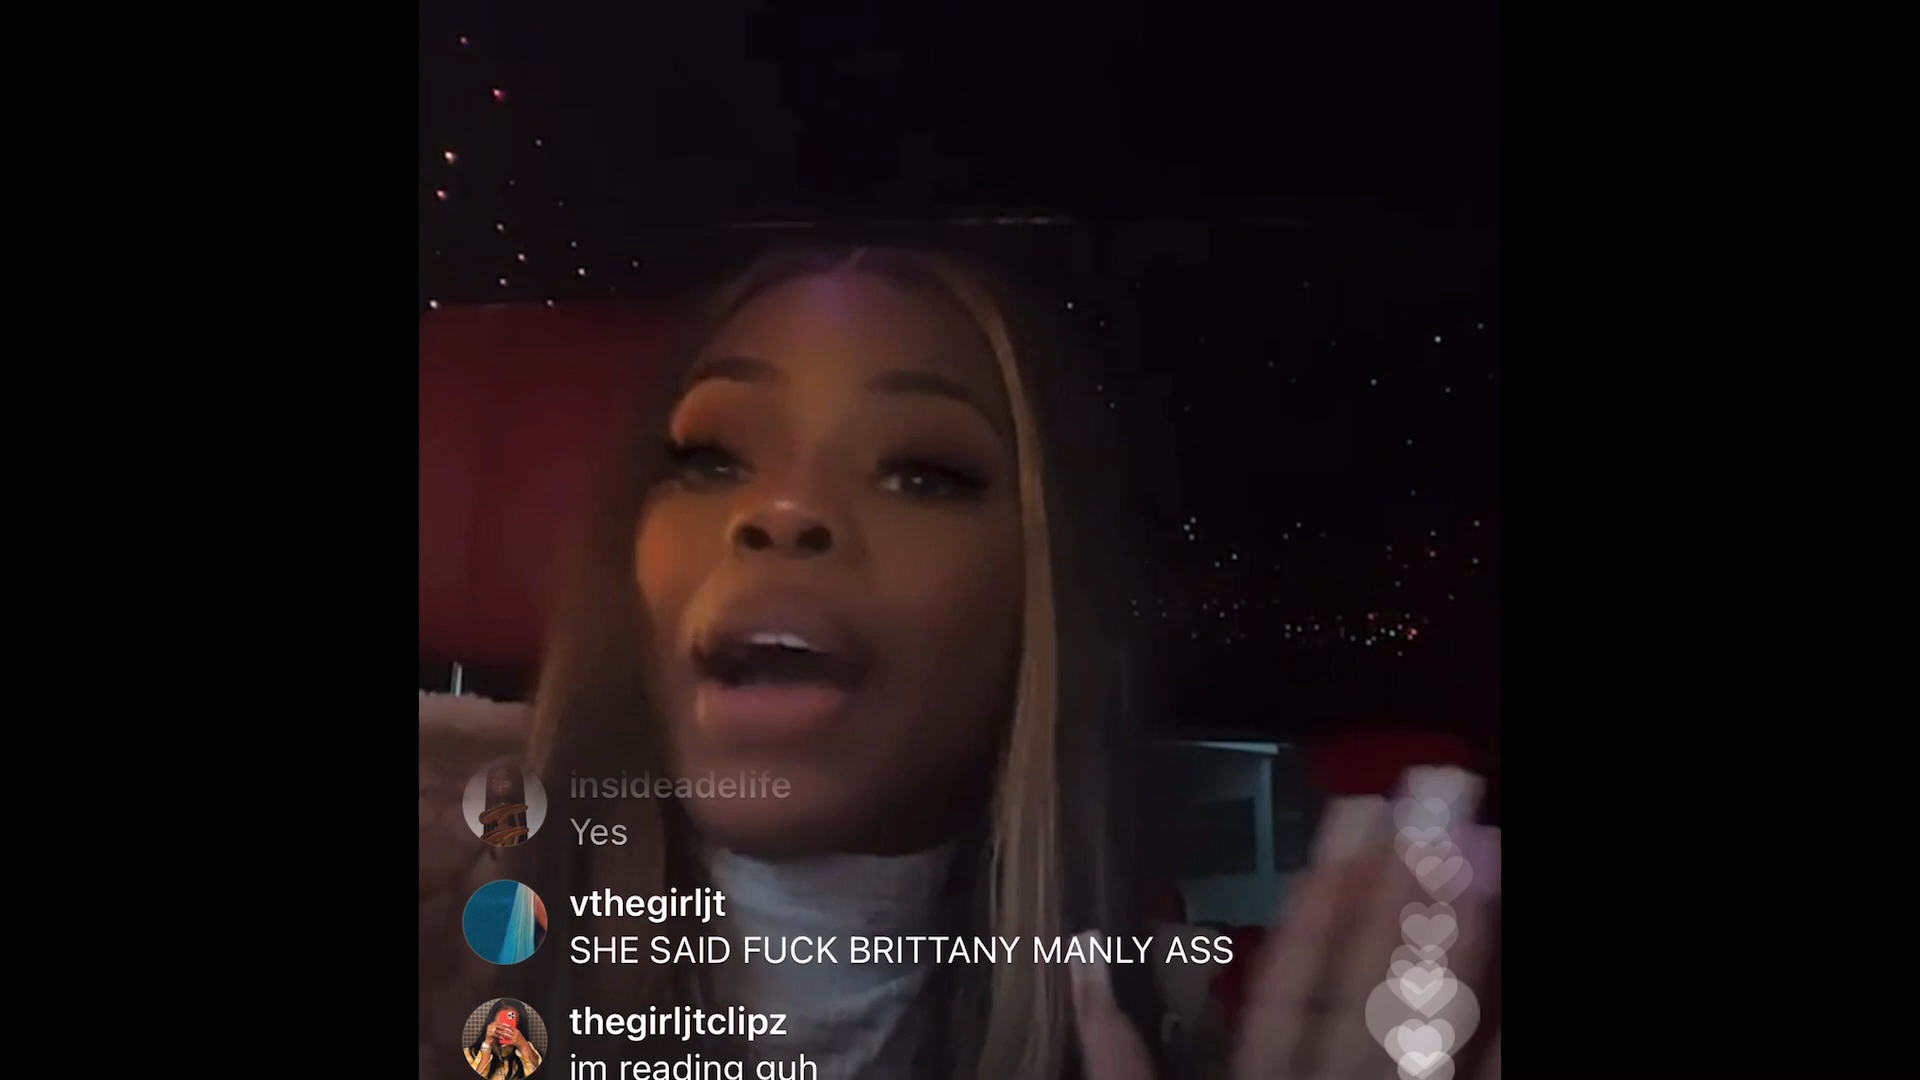 insideadelife
Yes
vthegirljt
SHE SAID FUCK BRITTANY MANLY ASS
thegirljtclipz
im reading guh